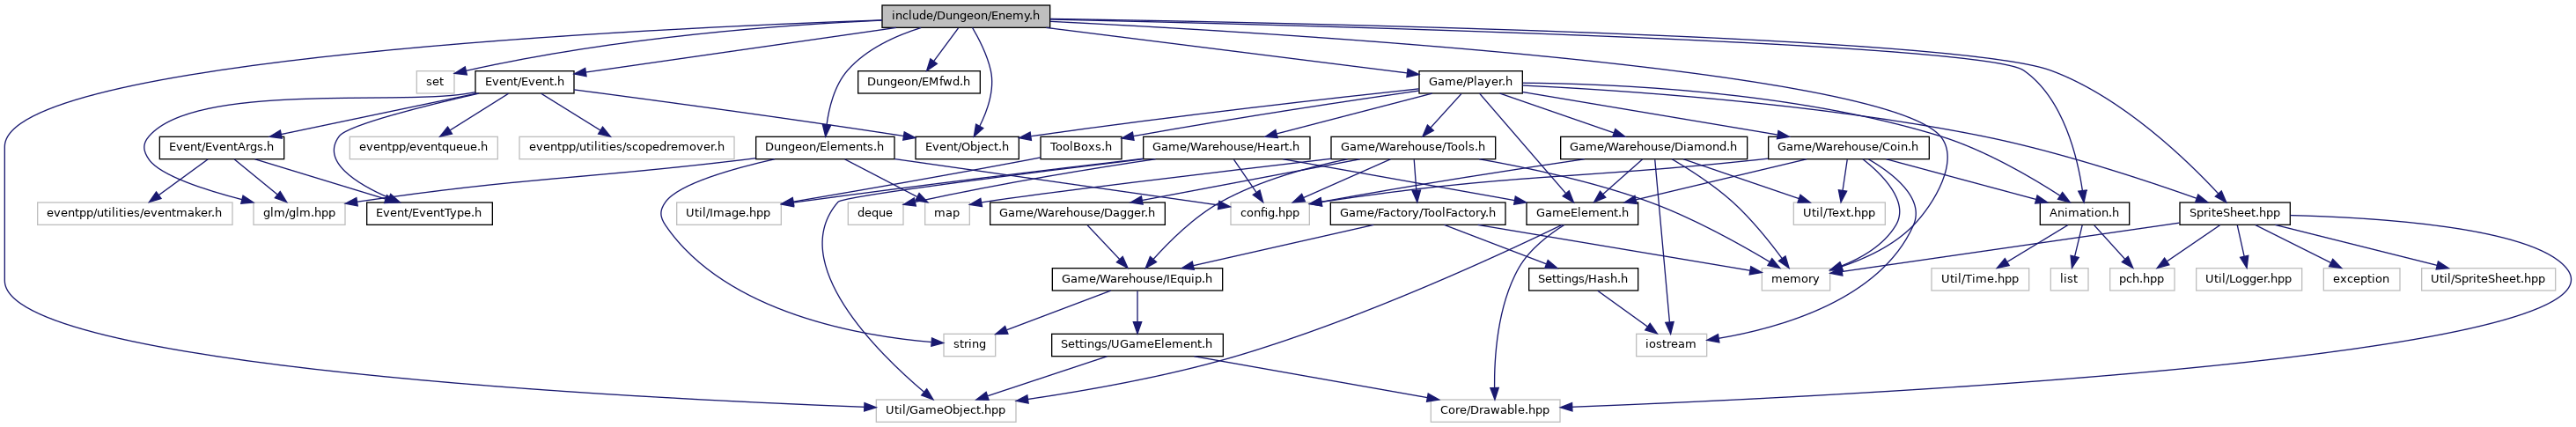 include/Dungeon/Enemy.h
set
Event/Event.h
Dungeon/EMfwd.h
Game/Player.h
Event/EventArgs.h
eventpp/eventqueue.h
eventpp/utilities/scopedremover.h
Dungeon/Elements.h
Event/Object.h
ToolBoxs.h
Game/Warehouse/Heart.h
Game/Warehouse/Tools.h
Game/Warehouse/Diamond.h
Game/Warehouse/Coin.h
eventpp/utilities/eventmaker.h
glm/glm.hpp
Event/EventType.h
Util/Image.hpp
deque
map
Game/Warehouse/Dagger.h
config.hpp
Game/Factory/ToolFactory.h
GameElement.h
Util/Text.hpp
Animation.h
SpriteSheet.hpp
Game/Warehouse/IEquip.h
Settings/Hash.h
memory
Util/Time.hpp
list
pch.hpp
Util/Logger.hpp
exception
Util/SpriteSheet.hpp
string
Settings/UGameElement.h
iostream
Util/GameObject.hpp
Core/Drawable.hpp